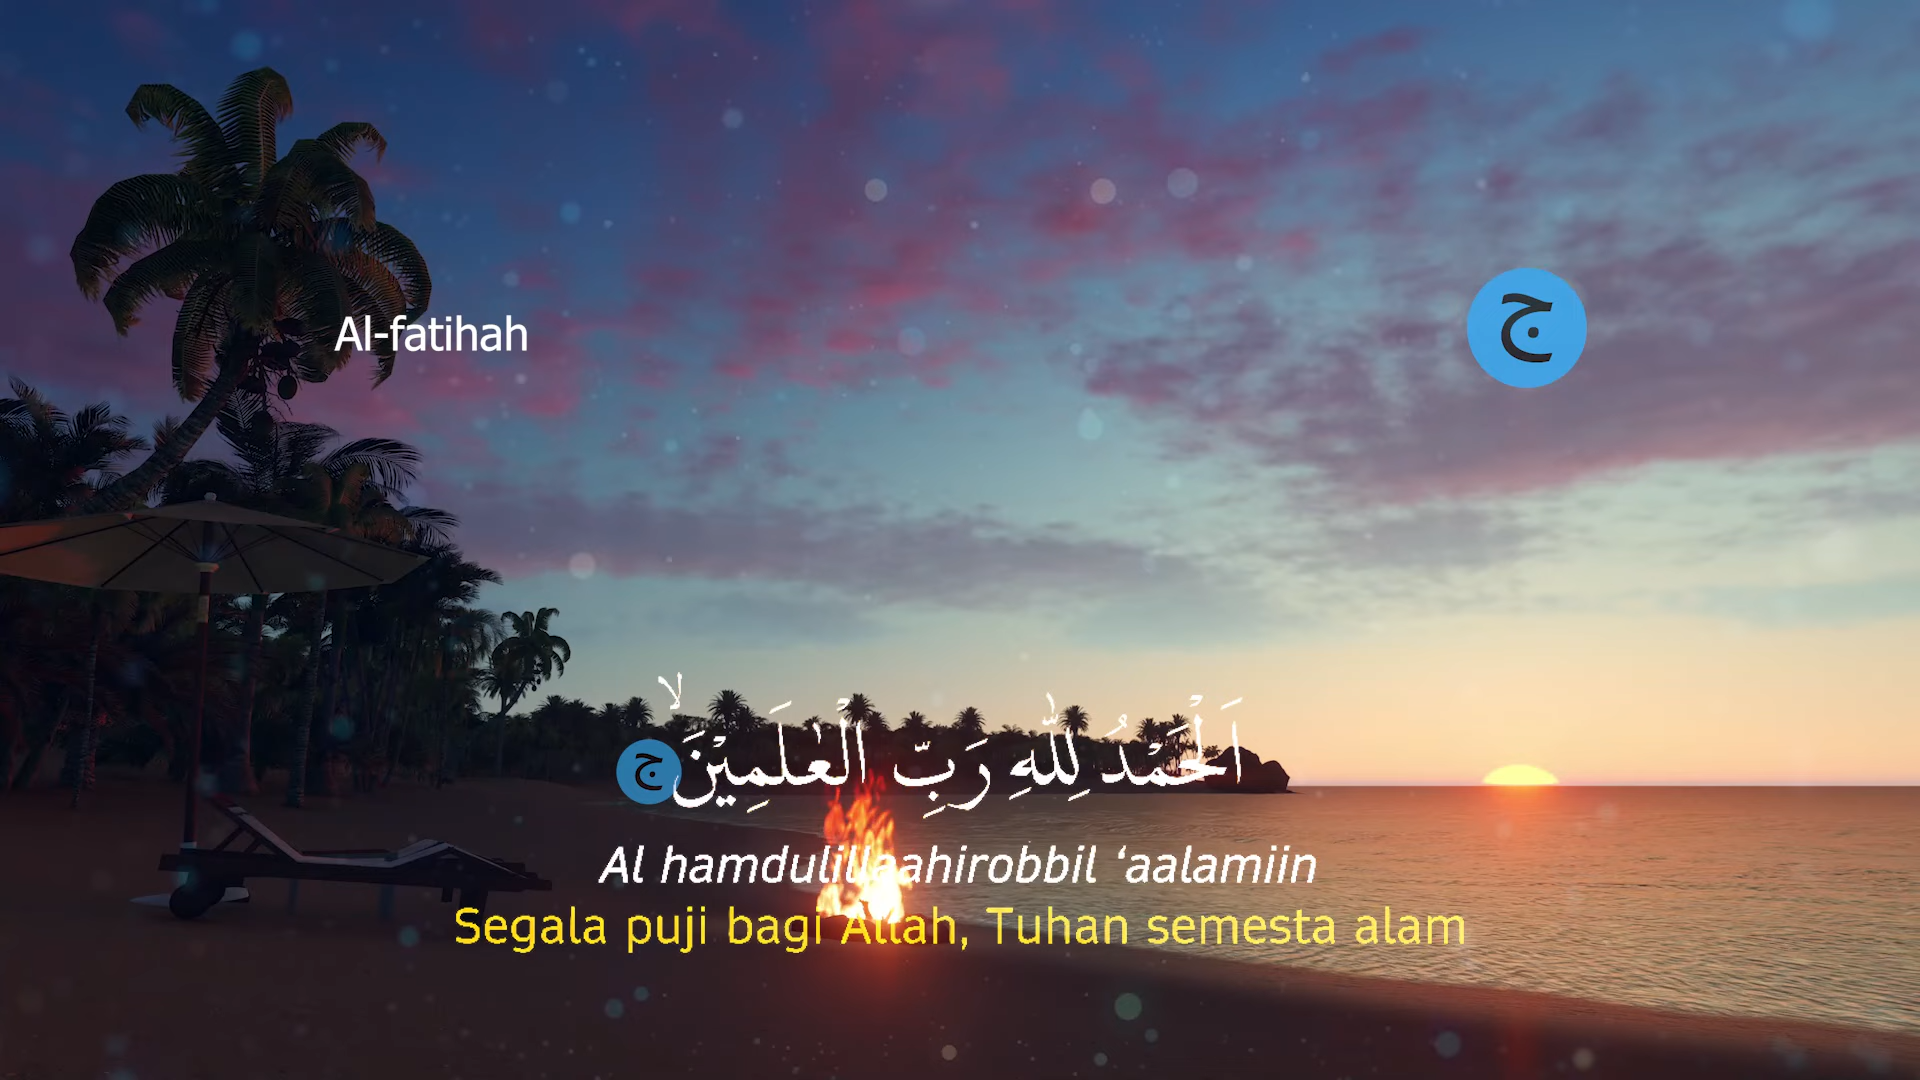 Al-fatihah
ج
اَلْحَمْدُ لِلّٰهِ رَبِّ الْعٰلَمِيْنَۙ ج
Al hamdulillaahirobbil ‘aalamiin
Segala puji bagi Allah, Tuhan semesta alam